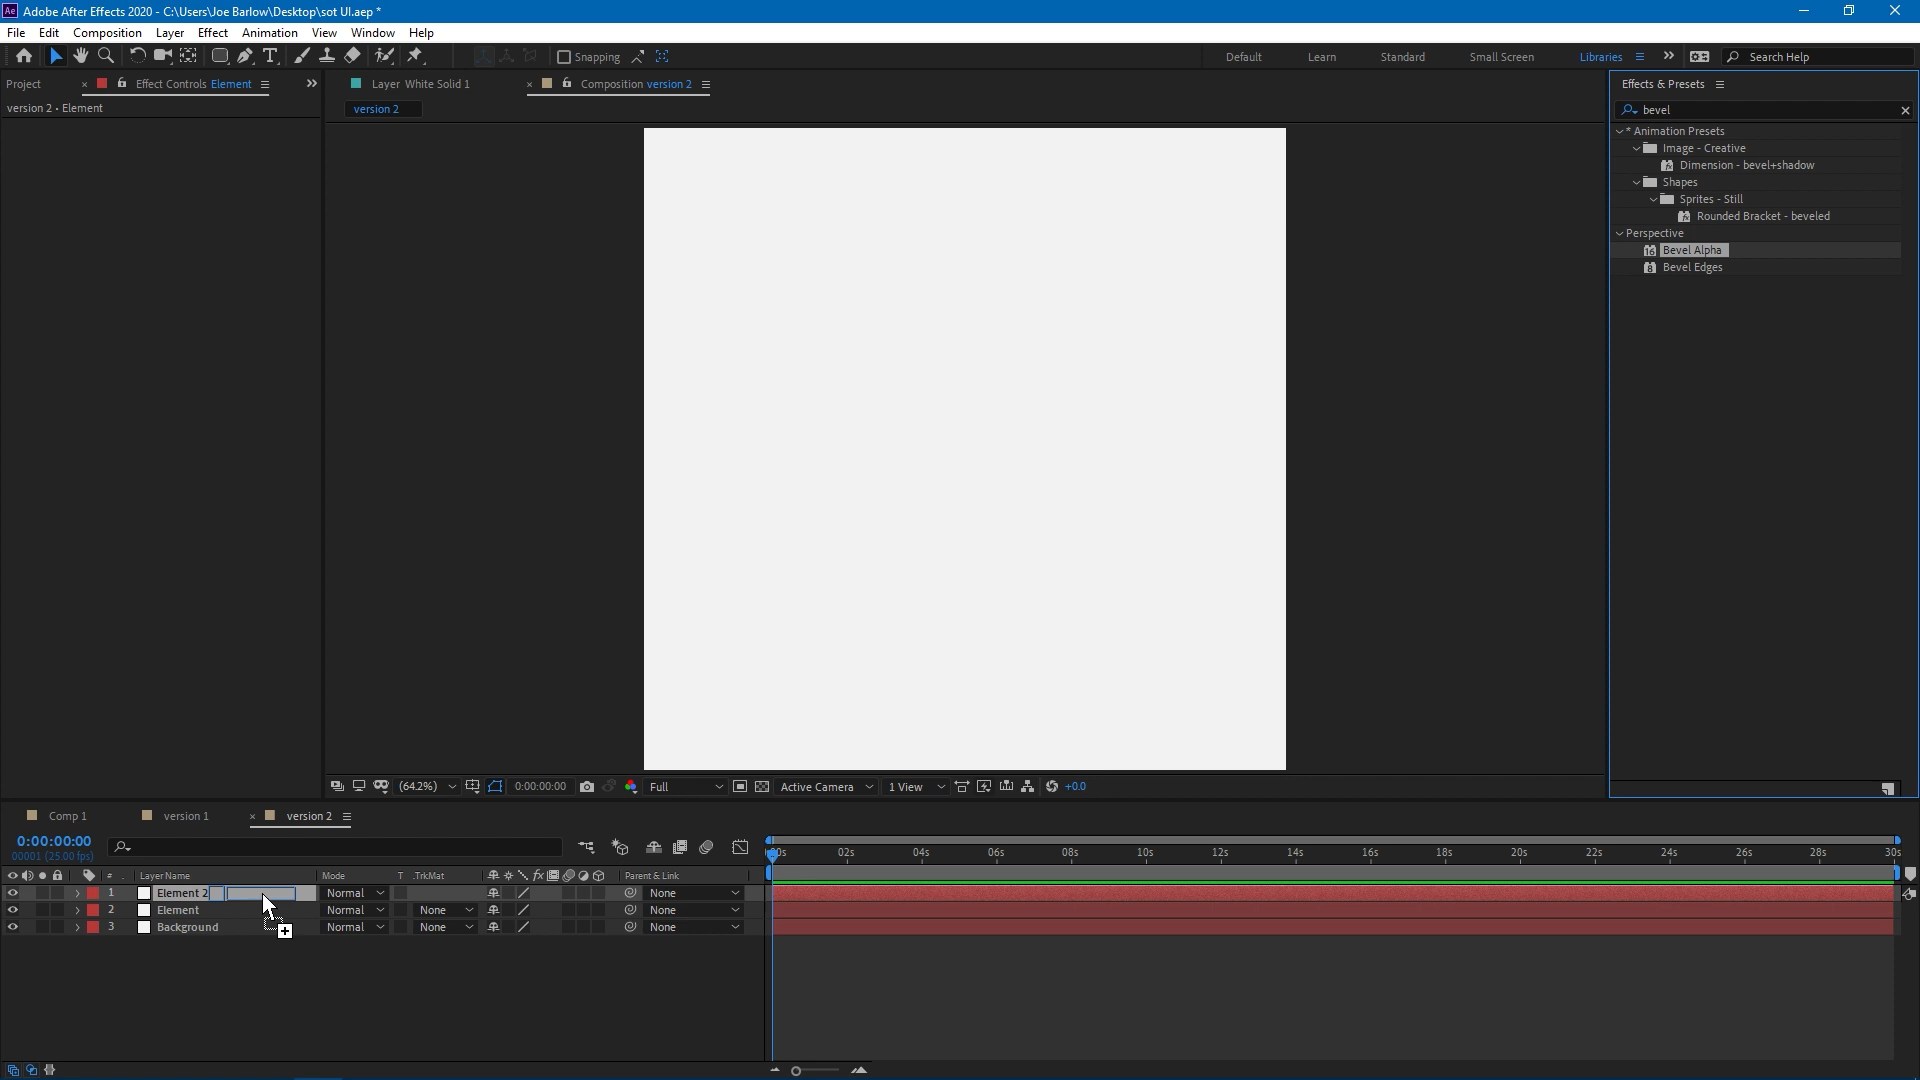 Ae Adobe After Effects 2020 - C:\Users\Joe Barlow\Desktop\sot UI.aep *
File Edit Composition Layer Effect Animation View Window Help
Snapping Default Learn Standard Small Screen Libraries Search Help
Project Effect Controls Element Layer White Solid 1 Composition version 2 Effects & Presets
version 2 • Element version 2 bevel
* Animation Presets
Image - Creative
Dimension - bevel+shadow
Shapes
Sprites - Still
Rounded Bracket - beveled
Perspective
16 Bevel Alpha
8 Bevel Edges
(64.2%) 0:00:00:00 Full Active Camera 1 View +0.0
Comp 1 version 1 version 2
0:00:00:00
00001 (25.00 fps)
02s 04s 06s 08s 10s 12s 14s 16s 18s 20s 22s 24s 26s 28s 30s
# Layer Name Mode T .TrkMat fx Parent & Link
1 Element 2 Normal None
2 Element Normal None None
3 Background Normal None None